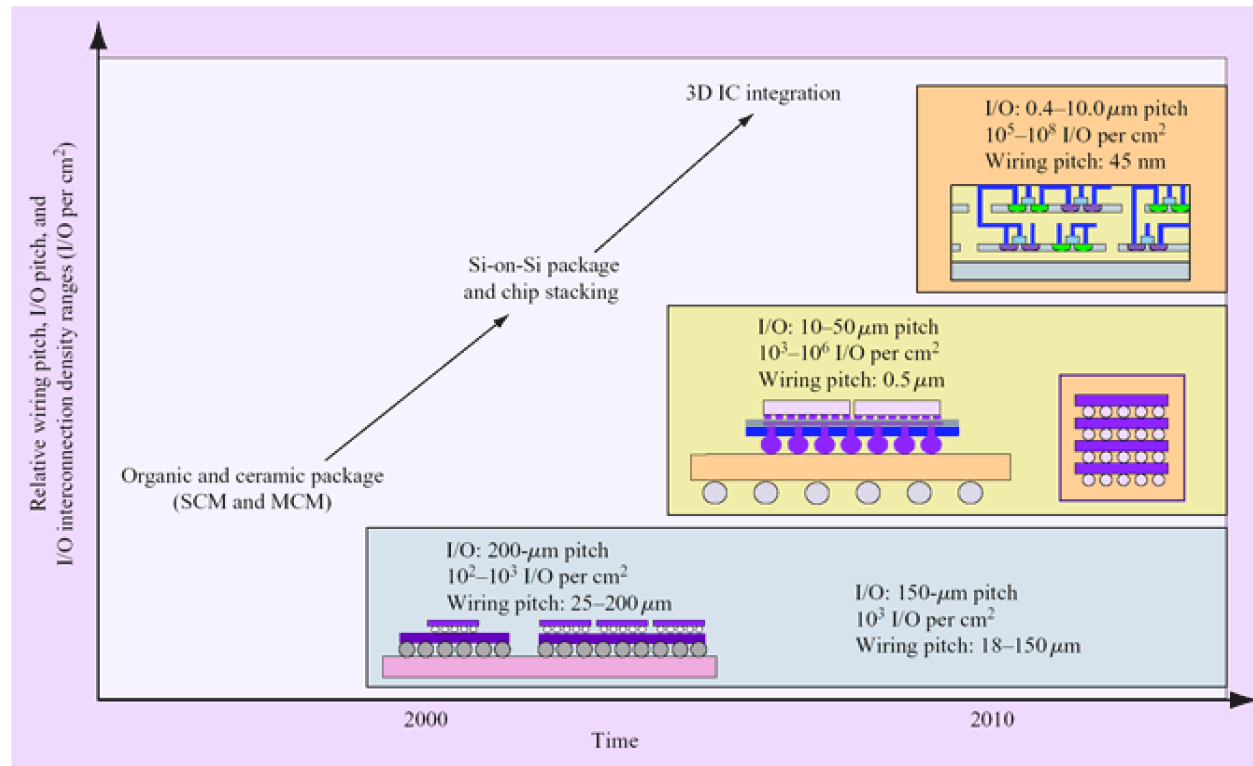 Relative wiring pitch, I/O pitch, and
I/O interconnection density ranges (I/O per cm²)
3D IC integration
I/O: 0.4–10.0 μm pitch
10⁵–10⁸ I/O per cm²
Wiring pitch: 45 nm
Si-on-Si package
and chip stacking
I/O: 10–50 μm pitch
10³–10⁶ I/O per cm²
Wiring pitch: 0.5 μm
Organic and ceramic package
(SCM and MCM)
I/O: 200-μm pitch
10²–10³ I/O per cm²
Wiring pitch: 25–200 μm
I/O: 150-μm pitch
10³ I/O per cm²
Wiring pitch: 18–150 μm
2000
2010
Time